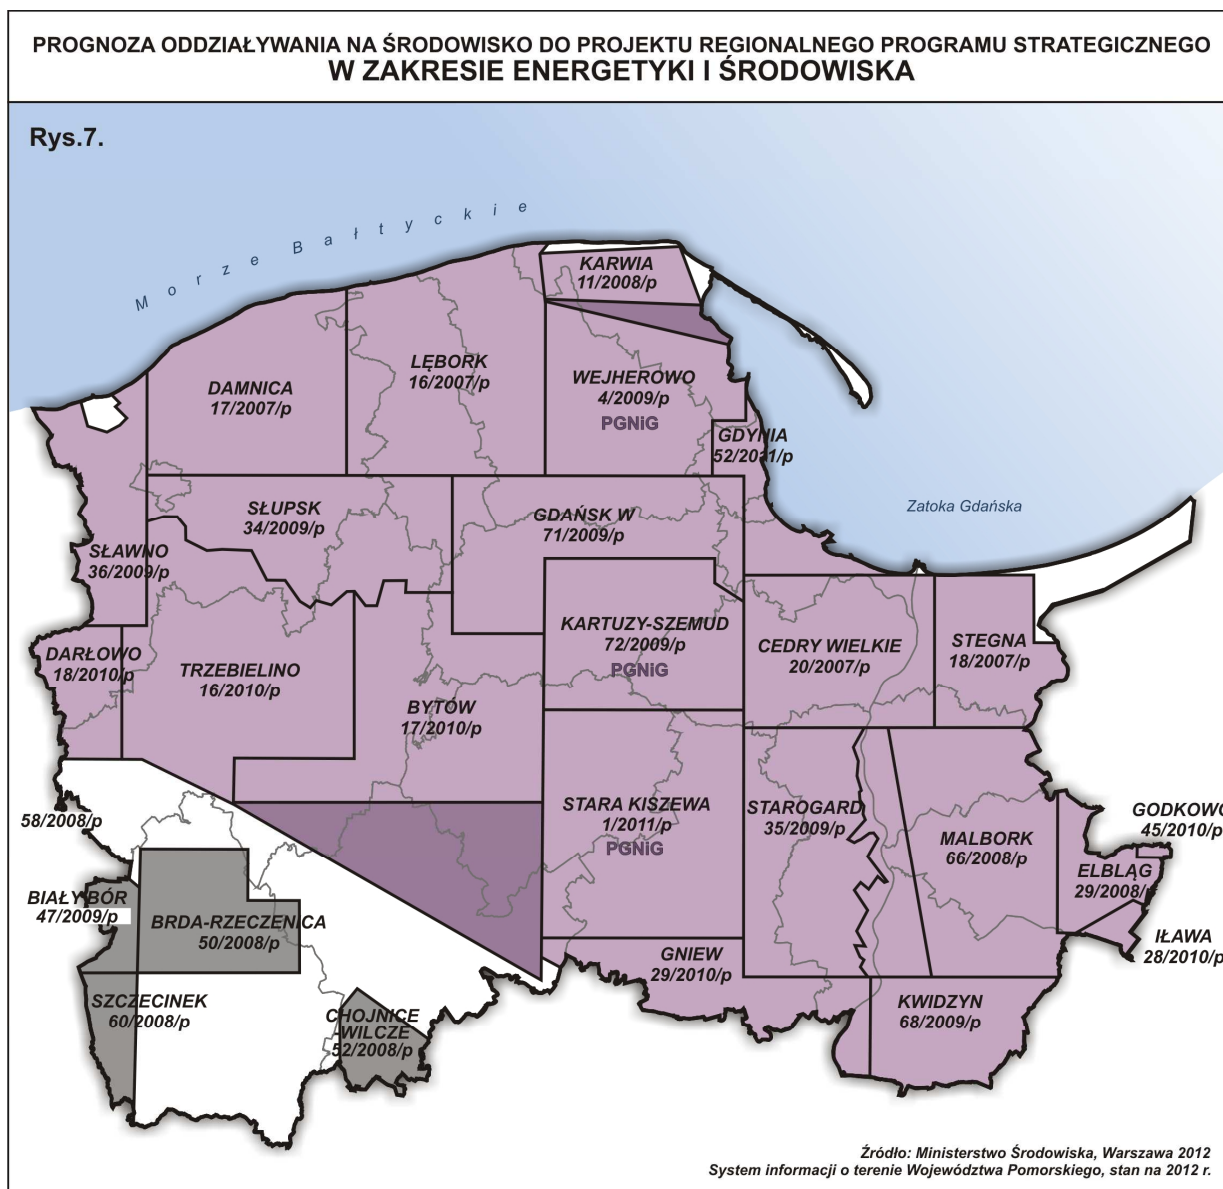 PROGNOZA ODDZIAŁYWANIA NA ŚRODOWISKO DO PROJEKTU REGIONALNEGO PROGRAMU STRATEGICZNEGO
W ZAKRESIE ENERGETYKI I ŚRODOWISKA
Rys.7.
Morze Bałtyckie
KARWIA
11/2008/p
LĘBORK
16/2007/p
DAMNICA
17/2007/p
WEJHEROWO
4/2009/p
PGNiG
GDYNIA
52/2011/p
Zatoka Gdańska
SŁUPSK
34/2009/p
GDAŃSK W
71/2009/p
SŁAWNO
36/2009/p
KARTUZY-SZEMUD
72/2009/p
PGNiG
CEDRY WIELKIE
20/2007/p
STEGNA
18/2007/p
DARŁOWO
18/2010/p
TRZEBIELINO
16/2010/p
BYTÓW
17/2010/p
STARA KISZEWA
1/2011/p
PGNiG
STAROGARD
35/2009/p
MALBORK
66/2008/p
GODKOWO
45/2010/p
58/2008/p
ELBLĄG
29/2008/p
BIAŁY BÓR
47/2009/p
BRDA-RZECZENICA
50/2008/p
IŁAWA
28/2010/p
GNIEW
29/2010/p
SZCZECINEK
60/2008/p
KWIDZYN
68/2009/p
CHOJNICE
-WILCZE
52/2008/p
Źródło: Ministerstwo Środowiska, Warszawa 2012
System informacji o terenie Województwa Pomorskiego, stan na 2012 r.